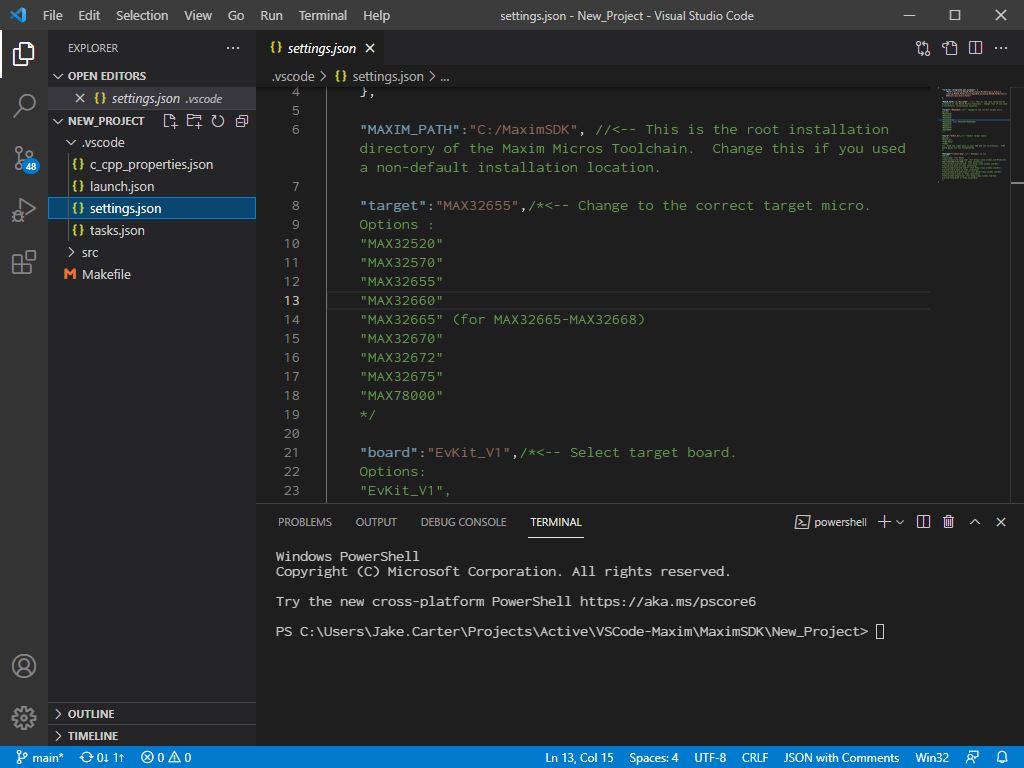 File Edit Selection View Go Run Terminal Help settings.json - New_Project - Visual Studio Code
EXPLORER
OPEN EDITORS
settings.json .vscode
NEW_PROJECT
.vscode
c_cpp_properties.json
launch.json
settings.json
tasks.json
src
Makefile
48
OUTLINE
TIMELINE
settings.json
.vscode > settings.json > ...
4 },
5
6 "MAXIM_PATH":"C:/MaximSDK", //<-- This is the root installation
directory of the Maxim Micros Toolchain.  Change this if you used
a non-default installation location.
7
8 "target":"MAX32655",/*<-- Change to the correct target micro.
9 Options :
10 "MAX32520"
11 "MAX32570"
12 "MAX32655"
13 "MAX32660"
14 "MAX32665" (for MAX32665-MAX32668)
15 "MAX32670"
16 "MAX32672"
17 "MAX32675"
18 "MAX78000"
19 */
20
21 "board":"EvKit_V1",/*<-- Select target board.
22 Options:
23 "EvKit_V1",
PROBLEMS OUTPUT DEBUG CONSOLE TERMINAL powershell
Windows PowerShell
Copyright (C) Microsoft Corporation. All rights reserved.
Try the new cross-platform PowerShell https://aka.ms/pscore6
PS C:\Users\Jake.Carter\Projects\Active\VSCode-Maxim\MaximSDK\New_Project>
main* 0↓ 1↑ 0 0 Ln 13, Col 15 Spaces: 4 UTF-8 CRLF JSON with Comments Win32